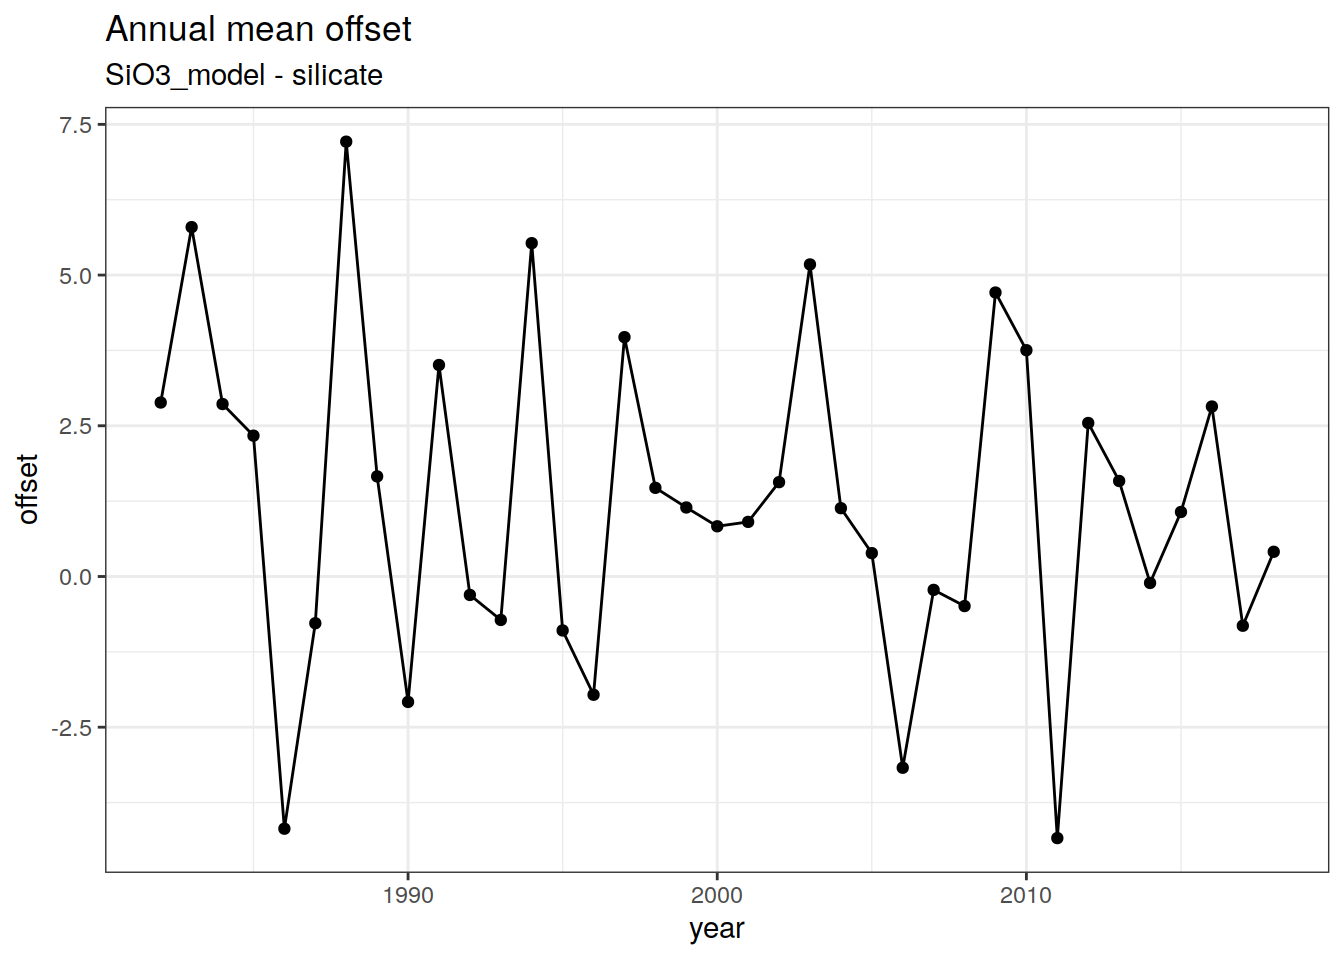 Annual mean offset
SiO3_model - silicate
7.5
5.0
2.5
0.0
-2.5
offset
1990 2000 2010
year